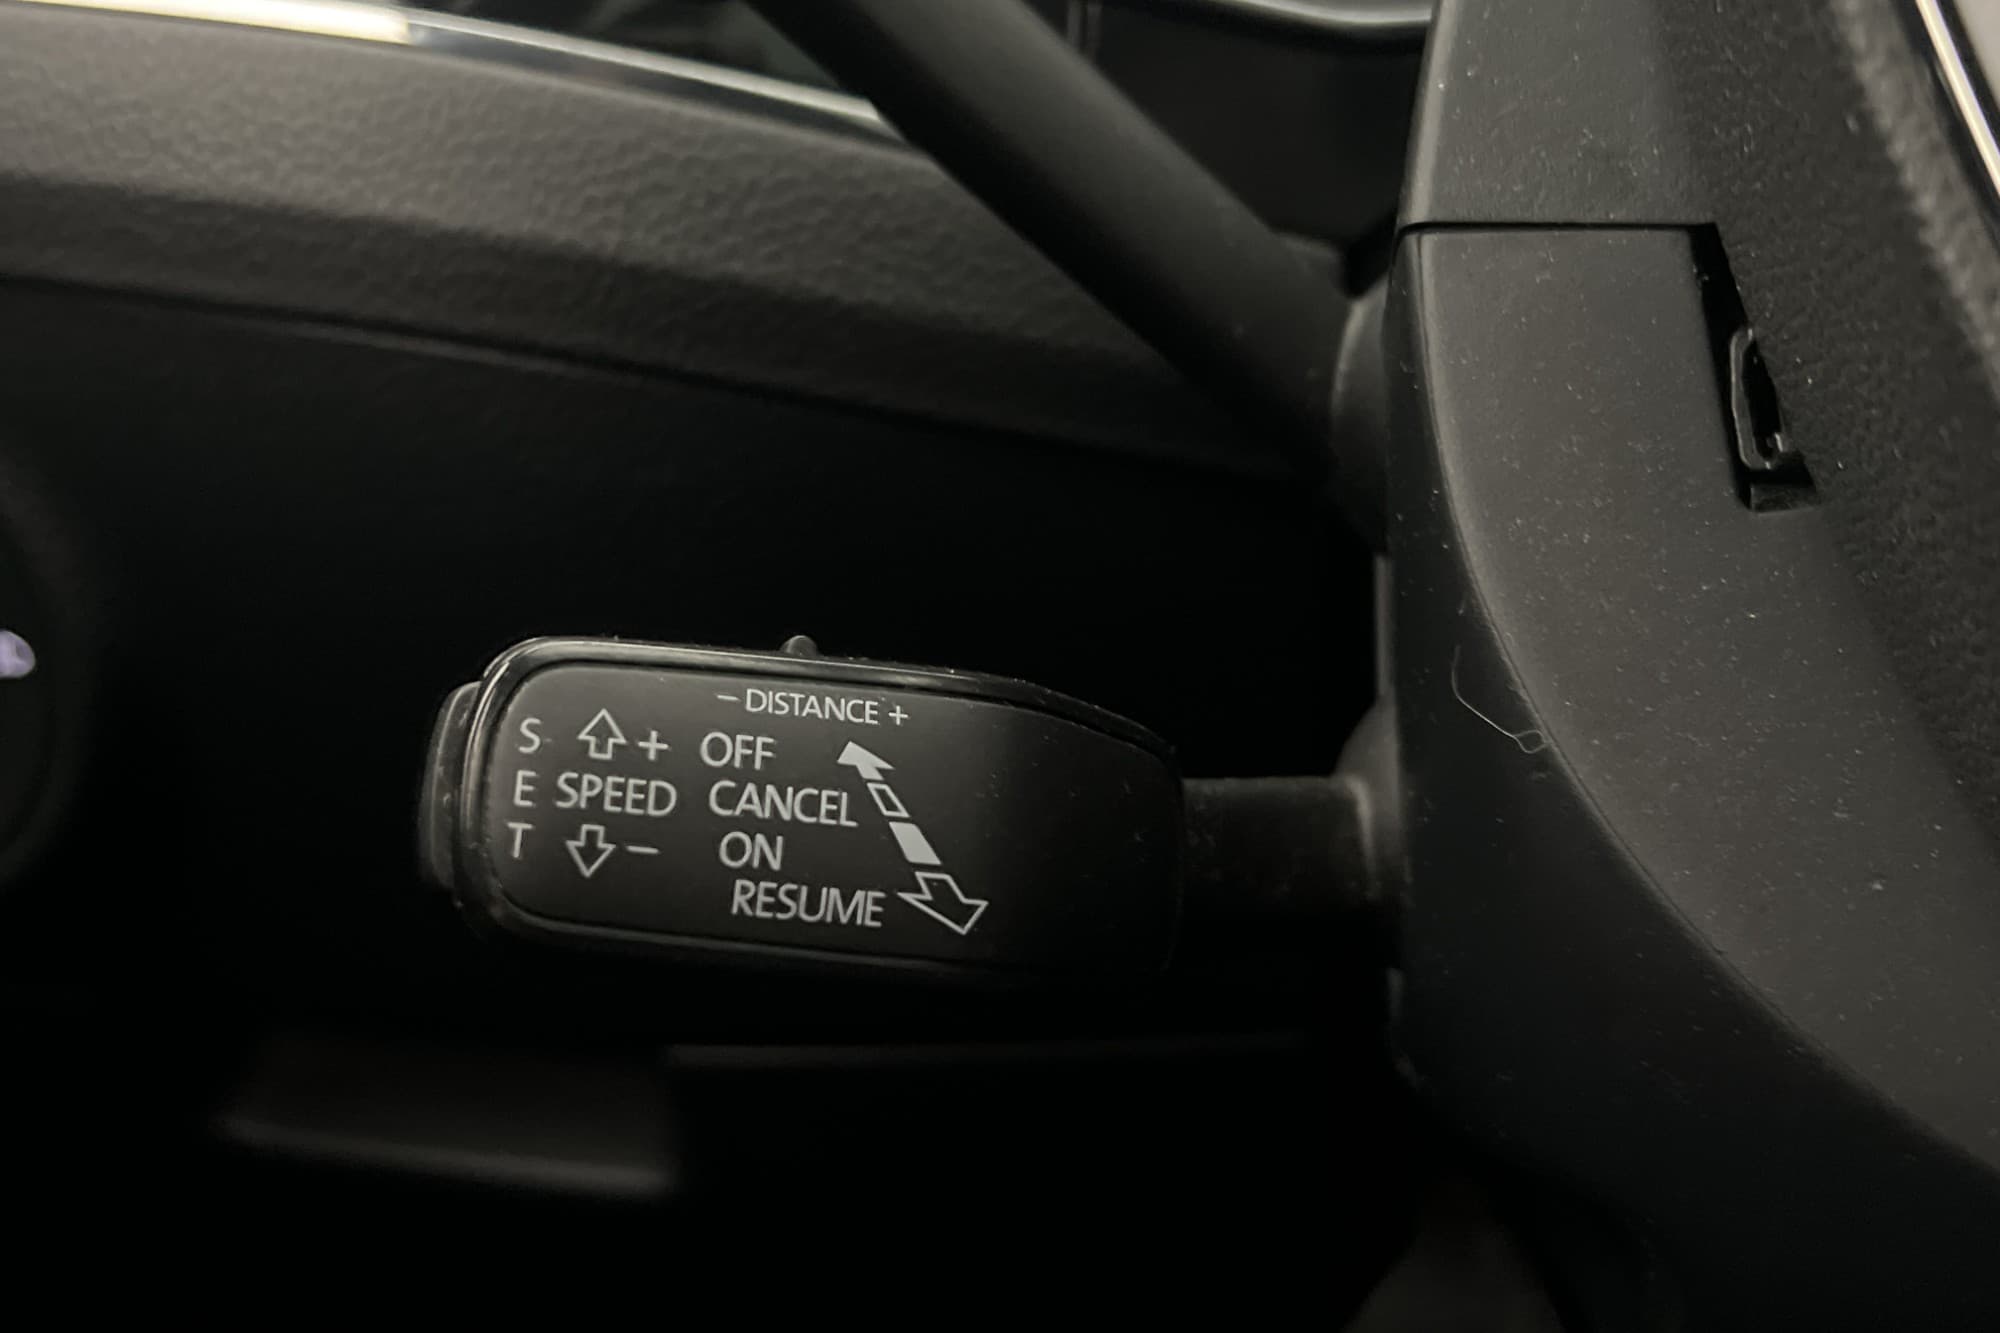 − DISTANCE +
S + OFF
E SPEED CANCEL
T − ON
RESUME